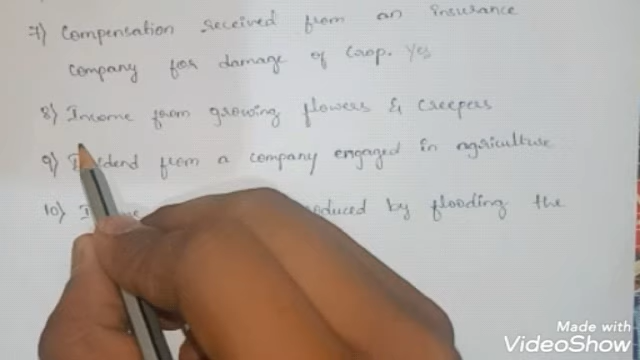 7) Compensation received from an insurance
company for damage of Crop. Yes
8) Income from growing flowers & creepers
9) Dividend from a company engaged in agriculture
10) by flooding the
Made with
VideoShow